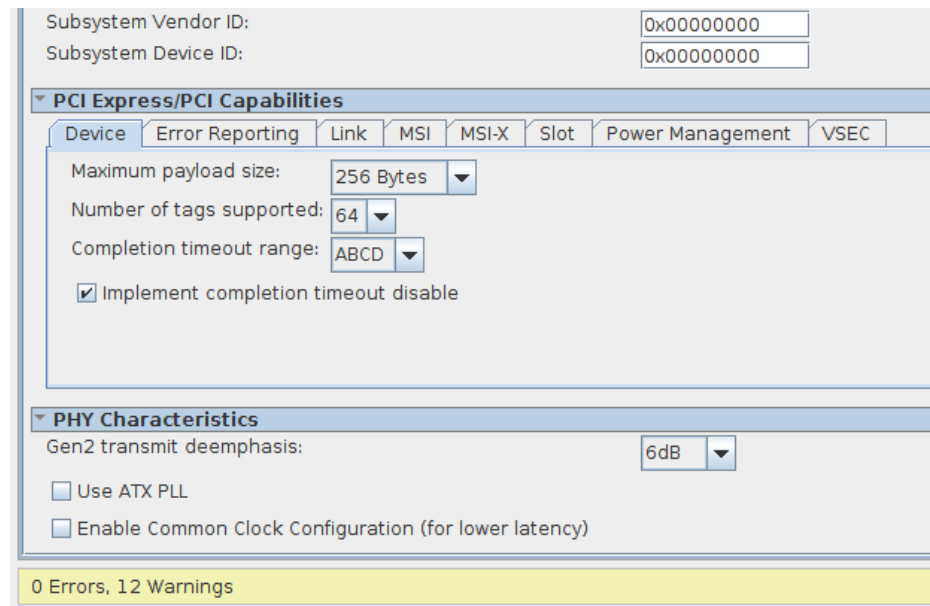 Subsystem Vendor ID: 0x00000000
Subsystem Device ID: 0x00000000
PCI Express/PCI Capabilities
Device Error Reporting Link MSI MSI-X Slot Power Management VSEC
Maximum payload size: 256 Bytes
Number of tags supported: 64
Completion timeout range: ABCD
Implement completion timeout disable
PHY Characteristics
Gen2 transmit deemphasis: 6dB
Use ATX PLL
Enable Common Clock Configuration (for lower latency)
0 Errors, 12 Warnings